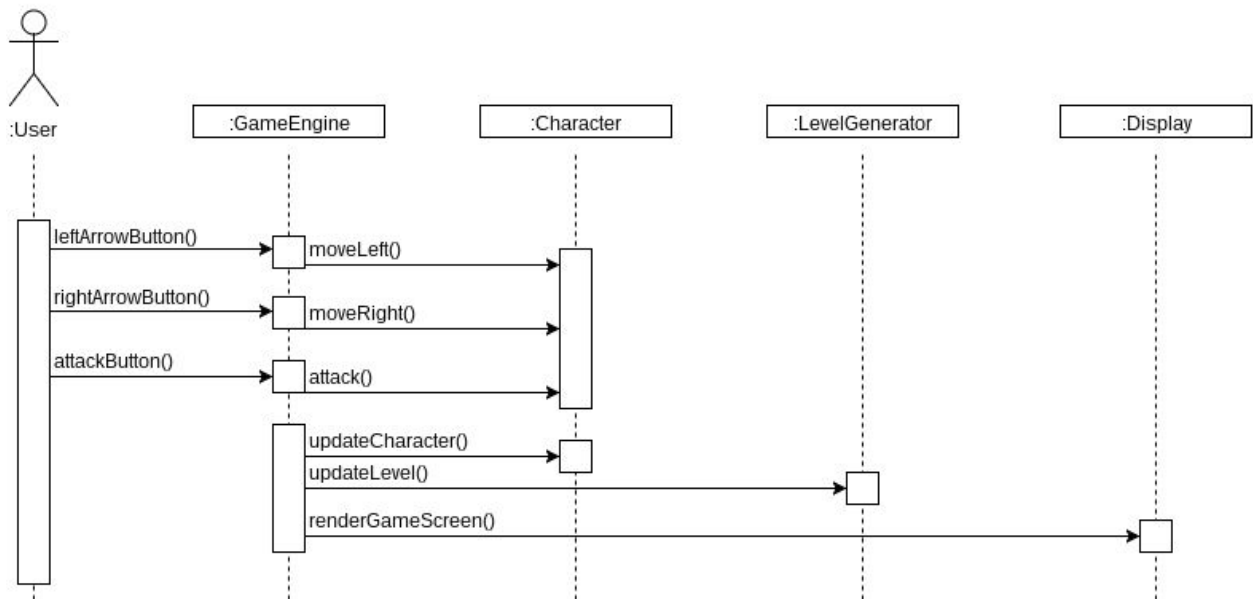 :User
:GameEngine
:Character
:LevelGenerator
:Display
leftArrowButton()
moveLeft()
rightArrowButton()
moveRight()
attackButton()
attack()
updateCharacter()
updateLevel()
renderGameScreen()